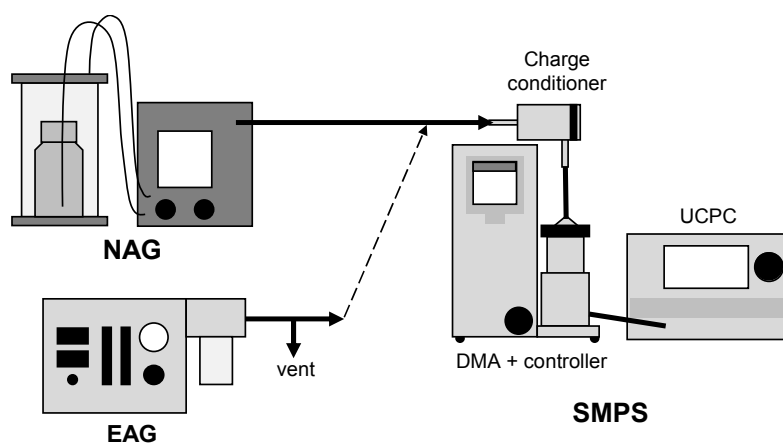 Charge
conditioner
UCPC
NAG
vent
DMA + controller
SMPS
EAG